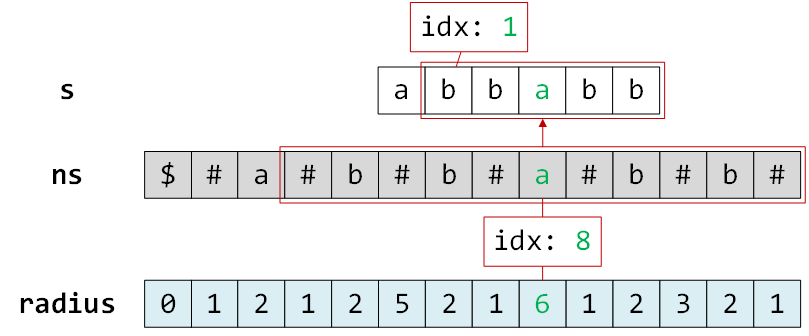 idx: 1
s a b b a b b
ns $ # a # b # b # a # b # b #
idx: 8
radius 0 1 2 1 2 5 2 1 6 1 2 3 2 1